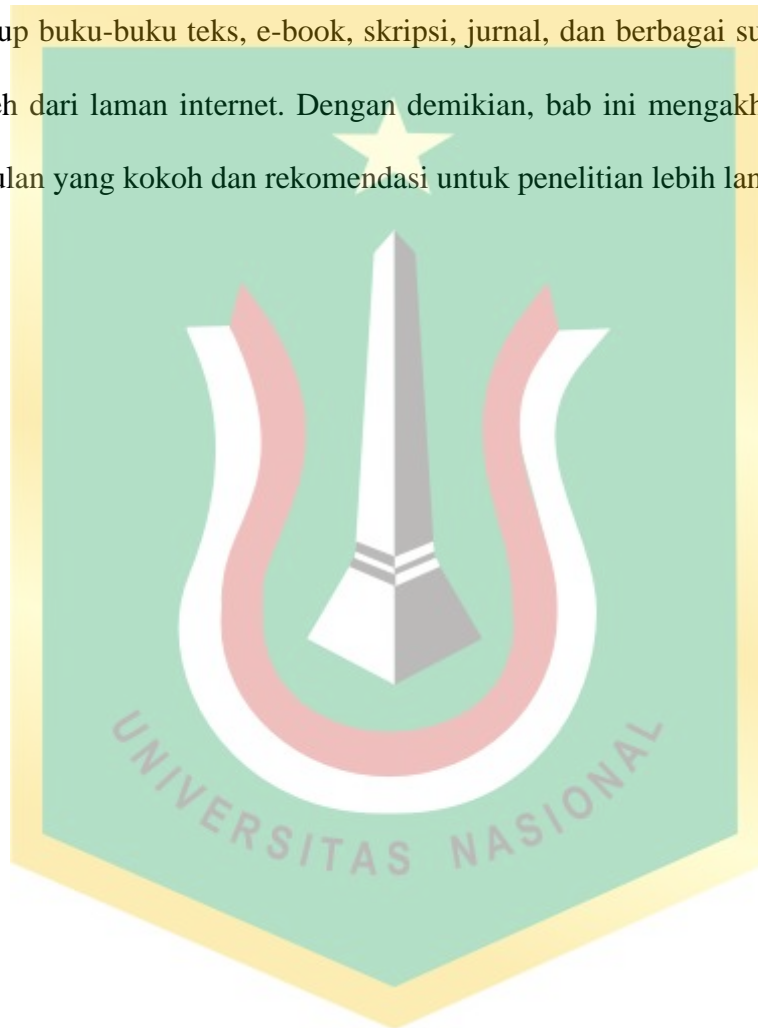 up buku-buku teks, e-book, skripsi, jurnal, dan berbagai su
eh dari laman internet. Dengan demikian, bab ini mengakh
ulan yang kokoh dan rekomendasi untuk penelitian lebih lan
UNIVERSITAS NASIONAL